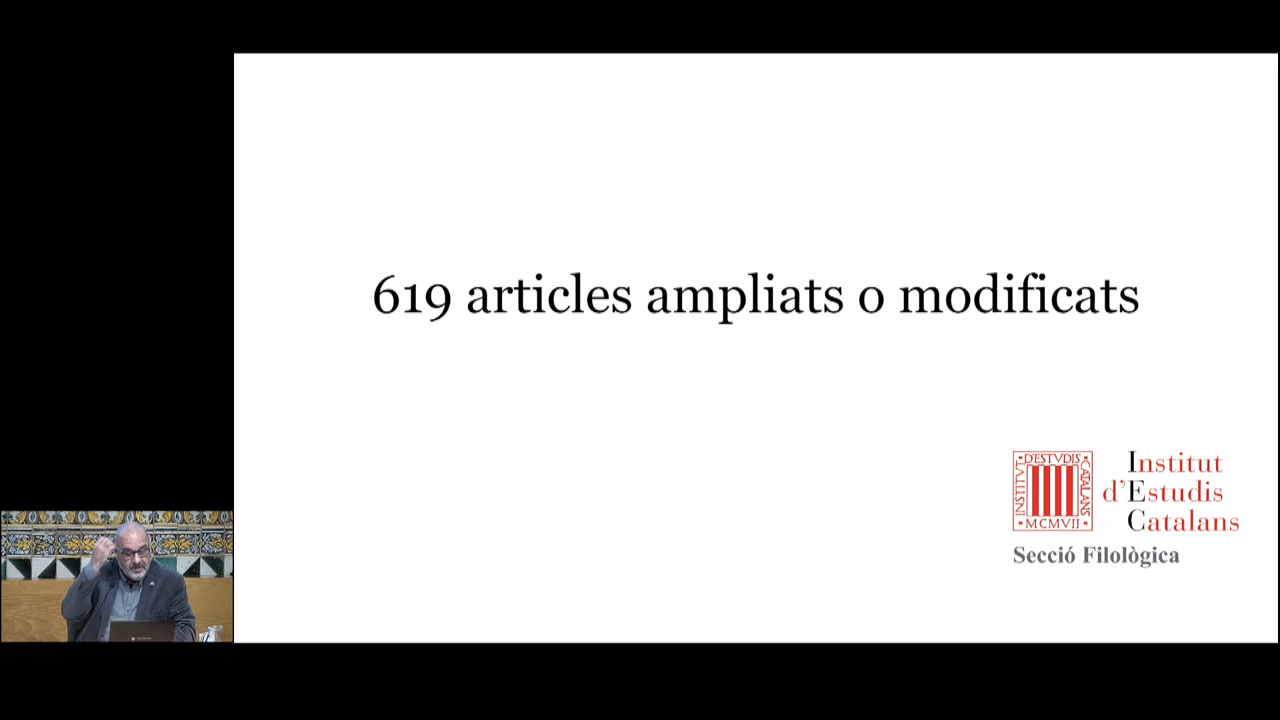 619 articles ampliats o modificats
INSTITVT
D'ESTVDIS
CATALANS
MCMVII
Institut
d'Estudis
Catalans
Secció Filològica